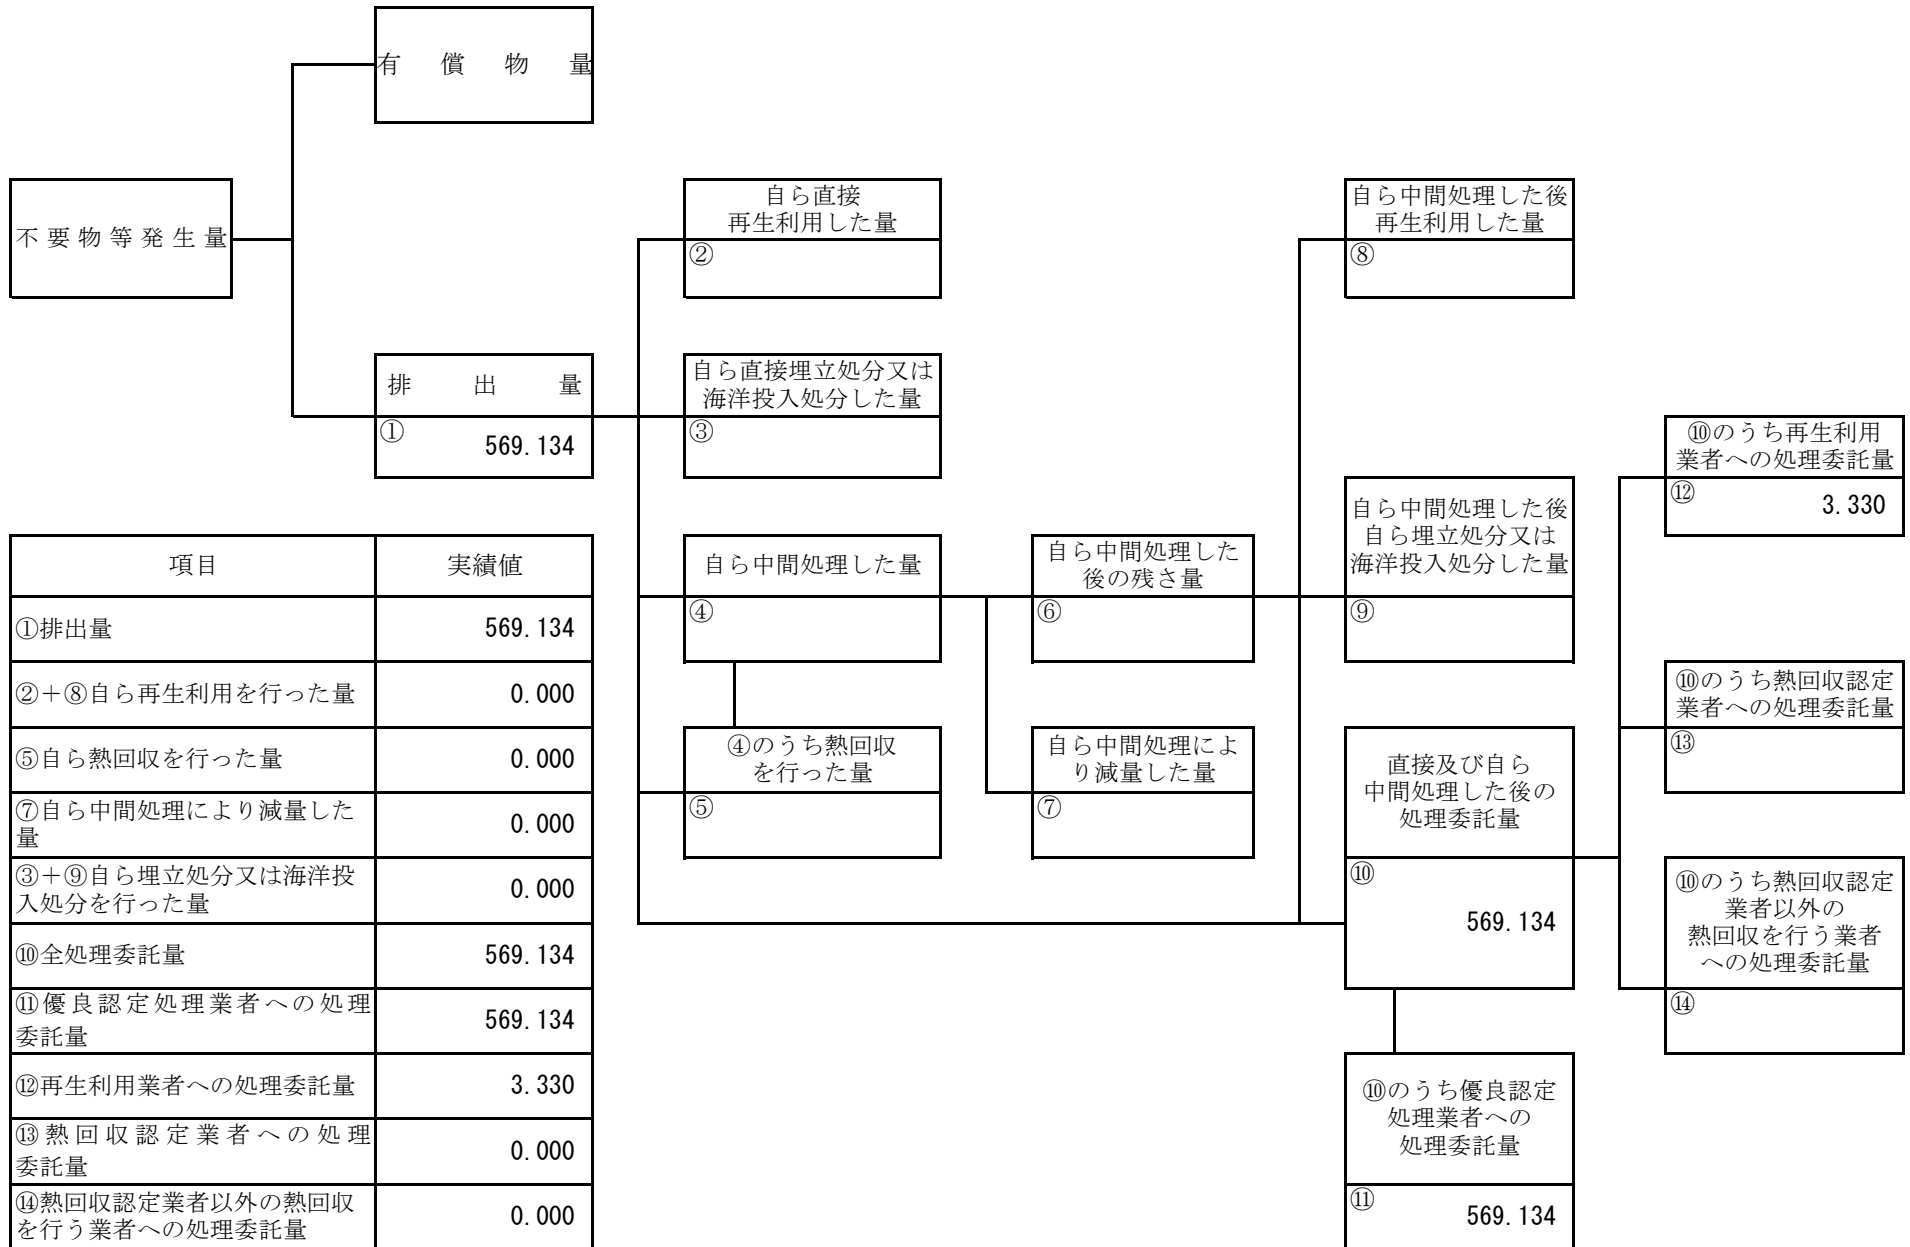 有償物量
不要物等発生量
自ら直接
再生利用した量
②
自ら中間処理した後
再生利用した量
⑧
排出量
①
569.134
自ら直接埋立処分又は
海洋投入処分した量
③
⑩のうち再生利用
業者への処理委託量
⑫
3.330
自ら中間処理した量
④
自ら中間処理した
後の残さ量
⑥
自ら中間処理した後
自ら埋立処分又は
海洋投入処分した量
⑨
⑩のうち熱回収認定
業者への処理委託量
⑬
④のうち熱回収
を行った量
⑤
自ら中間処理によ
り減量した量
⑦
直接及び自ら
中間処理した後の
処理委託量
⑩
569.134
⑩のうち熱回収認定
業者以外の
熱回収を行う業者
への処理委託量
⑭
⑩のうち優良認定
処理業者への
処理委託量
⑪
569.134
項目 実績値
①排出量 569.134
②+⑧自ら再生利用を行った量 0.000
⑤自ら熱回収を行った量 0.000
⑦自ら中間処理により減量した
量 0.000
③+⑨自ら埋立処分又は海洋投
入処分を行った量 0.000
⑩全処理委託量 569.134
⑪優良認定処理業者への処理
委託量 569.134
⑫再生利用業者への処理委託量 3.330
⑬熱回収認定業者への処理
委託量 0.000
⑭熱回収認定業者以外の熱回収
を行う業者への処理委託量 0.000